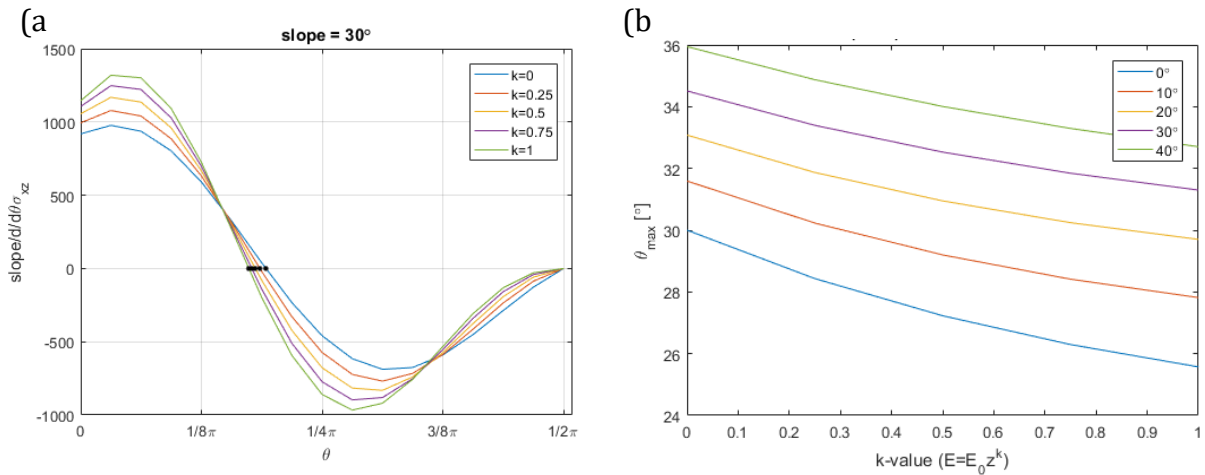 (a
slope = 30°
1500
1000
500
0
-500
-1000
slope/d/dθσxz
0
1/8π
1/4π
3/8π
1/2π
θ
k=0
k=0.25
k=0.5
k=0.75
k=1
(b
36
34
32
30
28
26
24
θmax [°]
0
0.1
0.2
0.3
0.4
0.5
0.6
0.7
0.8
0.9
1
k-value (E=E0zk)
0°
10°
20°
30°
40°